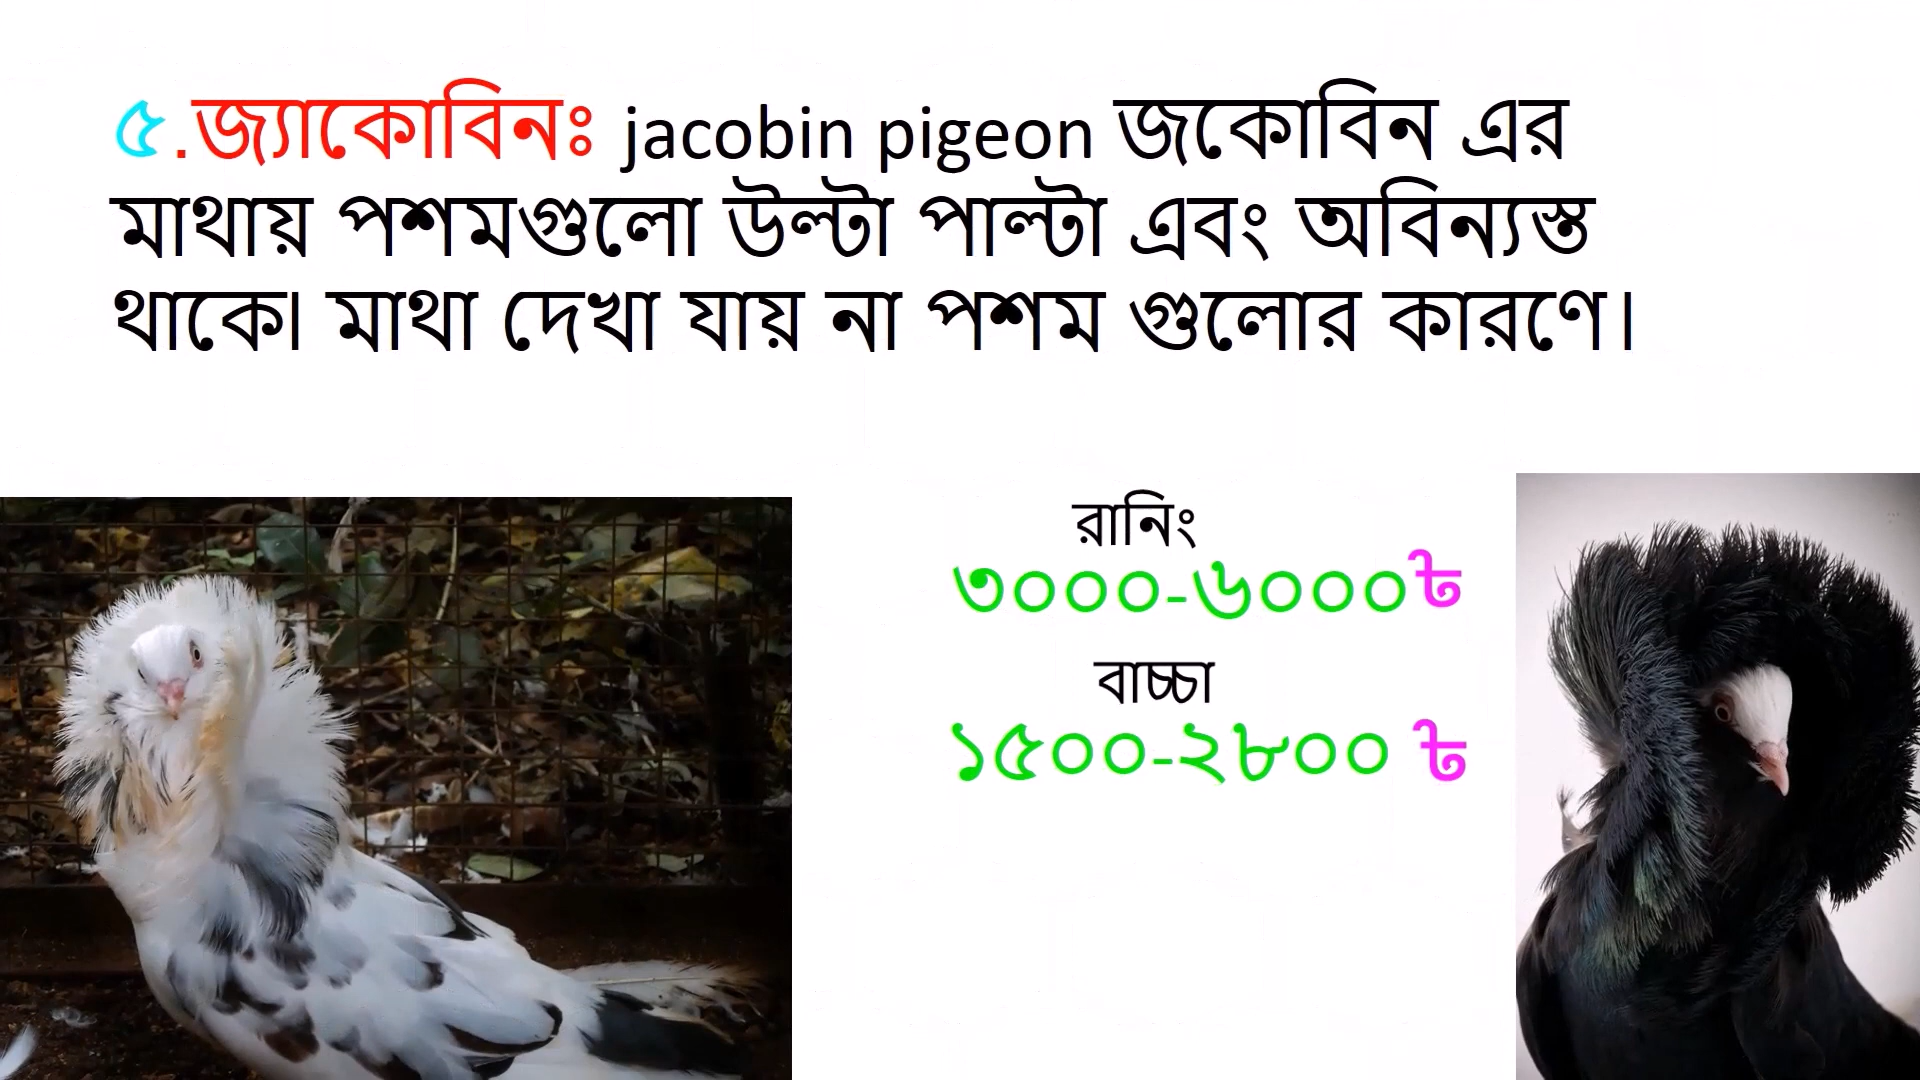 ৫.জ্যাকোবিনঃ jacobin pigeon জকোবিন এর
মাথায় পশমগুলো উল্টা পাল্টা এবং অবিন্যস্ত
থাকে৷ মাথা দেখা যায় না পশম গুলোর কারণে।
রানিং
৩০০০-৬০০০৳
বাচ্চা
১৫০০-২৮০০ ৳